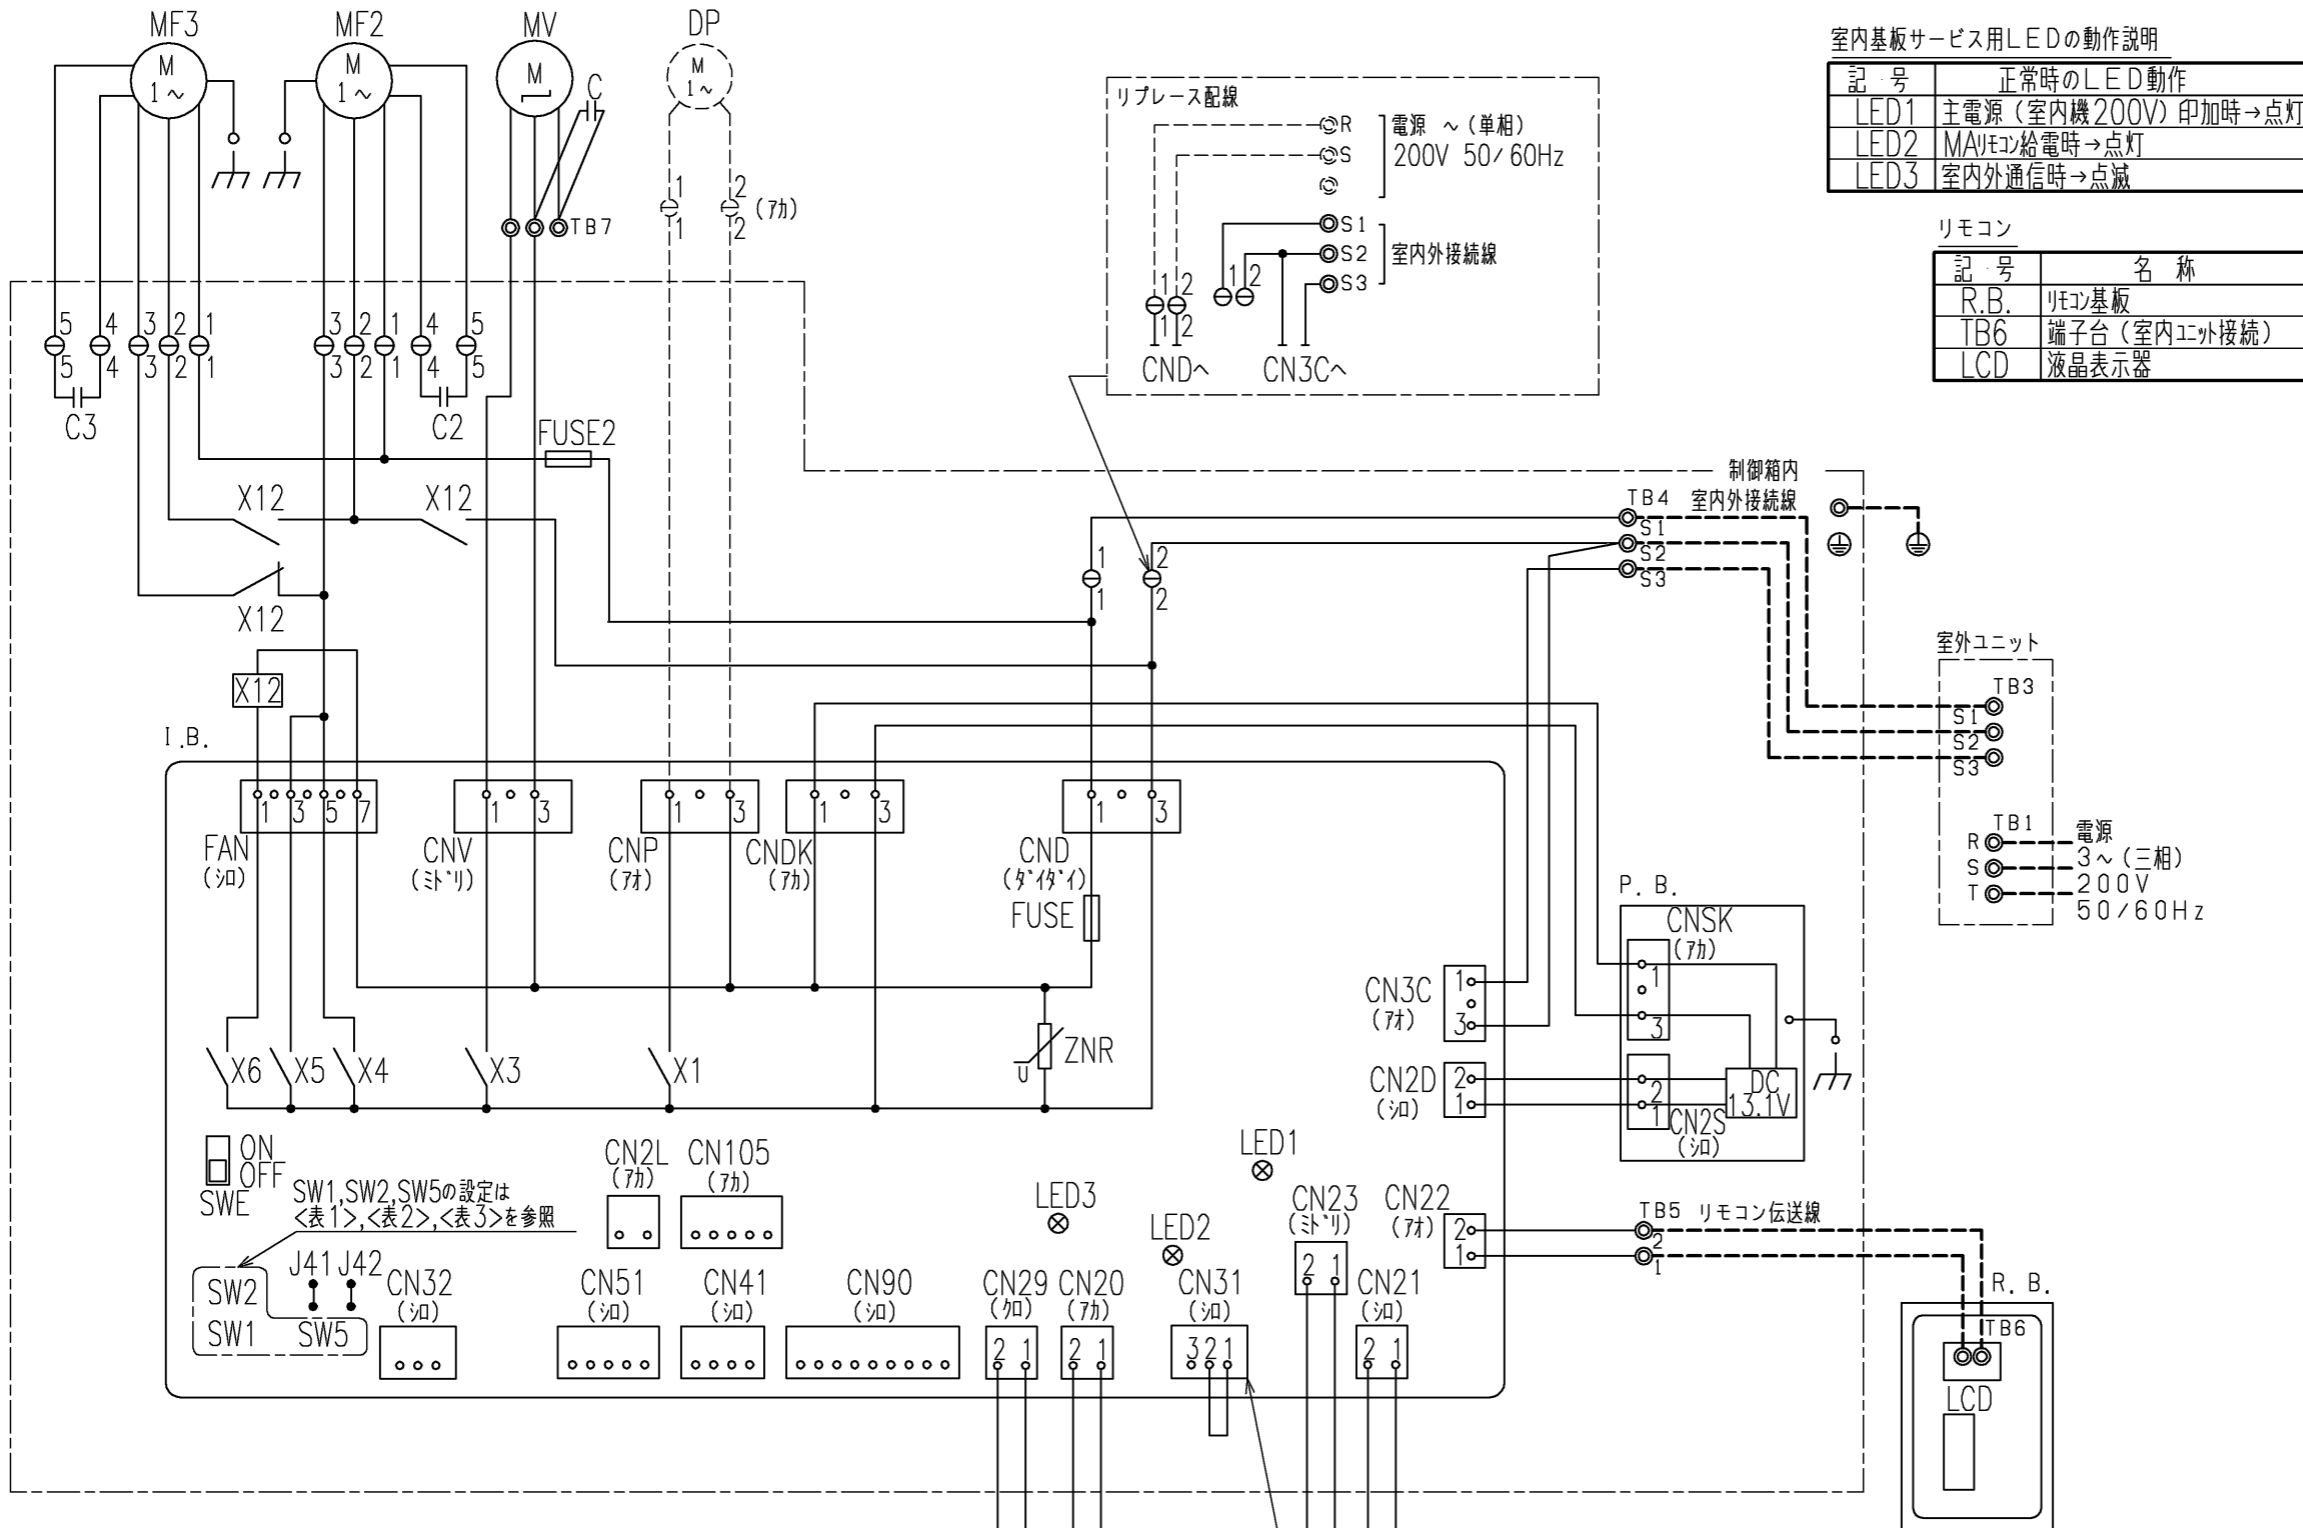 MF3 MF2 MV DP
M 1～ M 1～ M M 1～
C
1 2
1 2 (アカ)
TB7
リプレース配線
R 電源 ～(単相)
S 200V 50/60Hz
S1
S2 室内外接続線
S3
1 2 1 2
1 2
CNDへ CN3Cへ
室内基板サービス用LEDの動作説明
記号 正常時のLED動作
LED1 主電源(室内機200V)印加時→点灯
LED2 MAリモコン給電時→点灯
LED3 室内外通信時→点滅
リモコン
記号 名称
R.B. リモコン基板
TB6 端子台(室内ユニット接続)
LCD 液晶表示器
5 4 3 2 1 3 2 1 4 5
5 4 3 2 1 3 2 1 4 5
C3 C2
FUSE2
X12 X12
X12
X12
制御箱内
TB4 室内外接続線
S1
S2
S3
1 2
1 2
室外ユニット
TB3
S1
S2
S3
TB1
R 電源
S 3～(三相)
T 200V
50/60Hz
I.B.
1 3 5 7 1 3 1 3 1 3 1 3
FAN CNV CNP CNDK CND
(シロ) (ミドリ) (アオ) (アカ) (ダイダイ)
FUSE
X6 X5 X4 X3 X1 U ZNR
CN3C
(アオ)
1
3
CN2D
(シロ)
2
1
P. B.
CNSK
(アカ)
1
3
2
1
CN2S
(シロ)
DC
13.1V
ON
OFF
SWE
SW1,SW2,SW5の設定は
<表1>,<表2>,<表3>を参照
CN2L CN105
(アカ) (アカ)
LED3 LED2 LED1
CN23
(ミドリ)
2 1
CN22
(アオ)
2
1
TB5 リモコン伝送線
2
1
J41 J42
SW2
SW1 SW5
CN32 CN51 CN41 CN90 CN29 CN20 CN31 CN21
(シロ) (シロ) (シロ) (シロ) (クロ) (アカ) (シロ) (シロ)
2 1 2 1 3 2 1 2 1
R. B.
TB6
LCD